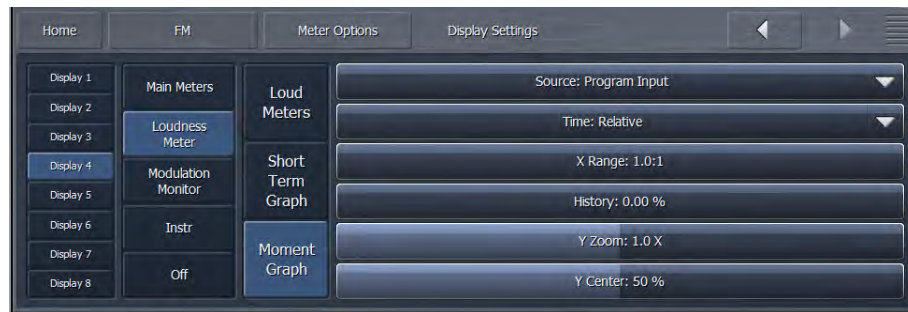 Home
FM
Meter Options
Display Settings
Display 1
Display 2
Display 3
Display 4
Display 5
Display 6
Display 7
Display 8
Main Meters
Loudness
Meter
Modulation
Monitor
Instr
Off
Loud
Meters
Short
Term
Graph
Moment
Graph
Source: Program Input
Time: Relative
X Range: 1.0:1
History: 0.00 %
Y Zoom: 1.0 X
Y Center: 50 %